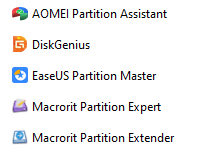 AOMEI Partition Assistant
DiskGenius
EaseUS Partition Master
Macrorit Partition Expert
Macrorit Partition Extender